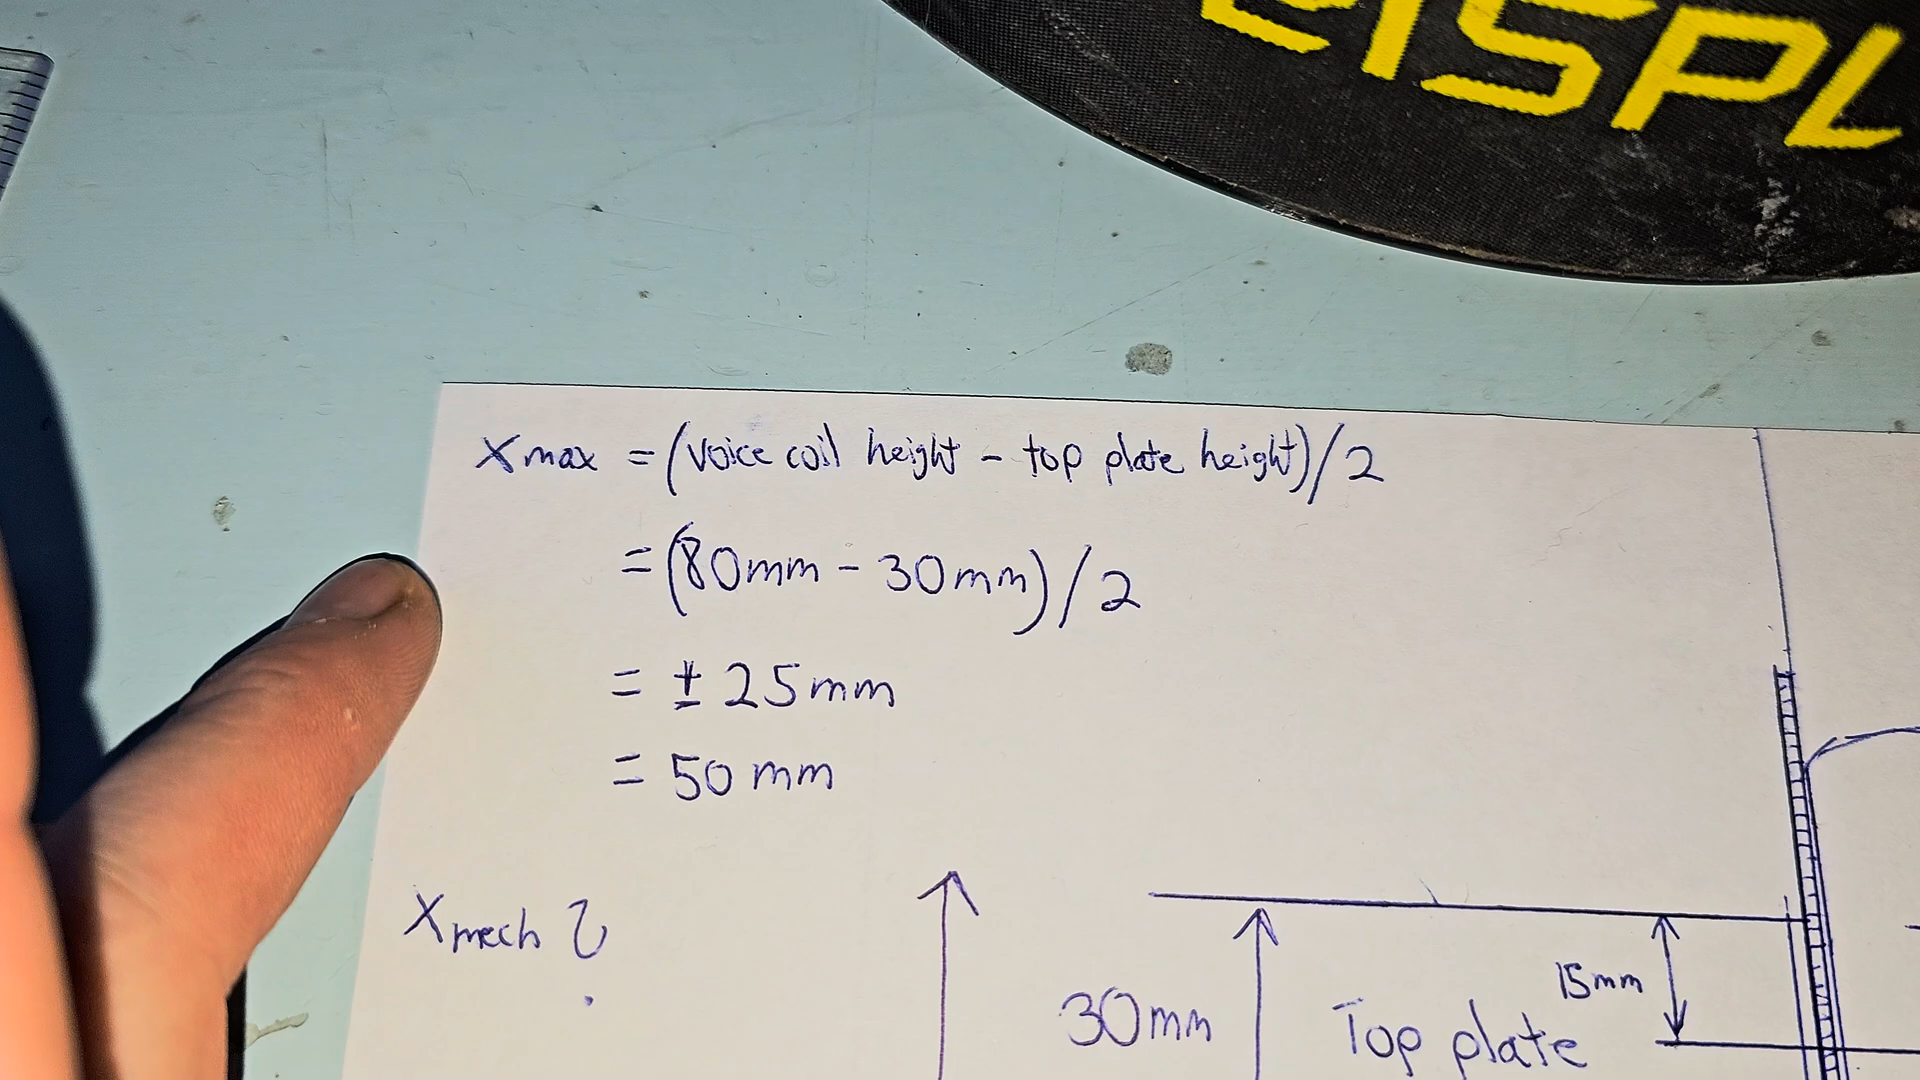 Xmax = (voice coil height - top plate height)/2
= (80mm - 30mm)/2
= ± 25mm
= 50 mm
Xmech ?
30mm
Top plate
15mm